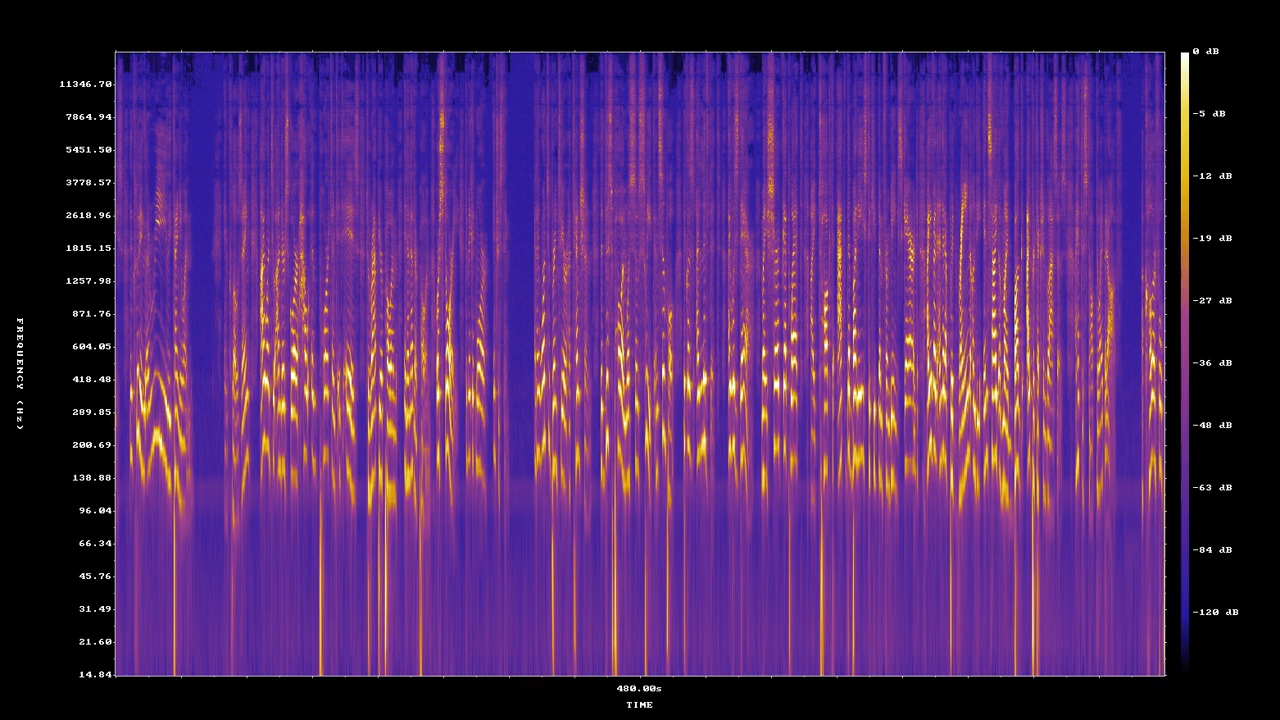 0 dB
11346.70
-5 dB
7864.94
5451.50
-12 dB
3778.57
2618.96
-19 dB
1815.15
1257.98
-27 dB
871.76
FREQUENCY (Hz)
604.05
-36 dB
418.48
289.85
-48 dB
200.69
138.88
-63 dB
96.04
66.34
-84 dB
45.76
31.49
-120 dB
21.60
14.84
480.00s
TIME